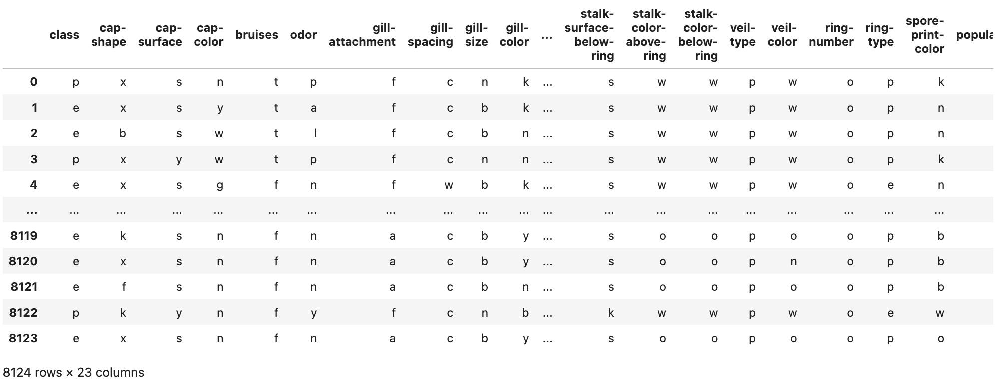 class cap-shape cap-surface cap-color bruises odor gill-attachment gill-spacing gill-size gill-color ... stalk-surface-below-ring stalk-color-above-ring stalk-color-below-ring veil-type veil-color ring-number ring-type spore-print-color popula
0 p x s n t p f c n k ... s w w p w o p k
1 e x s y t a f c b k ... s w w p w o p n
2 e b s w t l f c b n ... s w w p w o p n
3 p x y w t p f c n n ... s w w p w o p k
4 e x s g f n f w b k ... s w w p w o e n
... ... ... ... ... ... ... ... ... ... ... ... ... ... ... ... ... ... ... ...
8119 e k s n f n a c b y ... s o o p o o p b
8120 e x s n f n a c b y ... s o o p n o p b
8121 e f s n f n a c b n ... s o o p o o p b
8122 p k y n f y f c n b ... k w w p w o e w
8123 e x s n f n a c b y ... s o o p o o p o
8124 rows × 23 columns